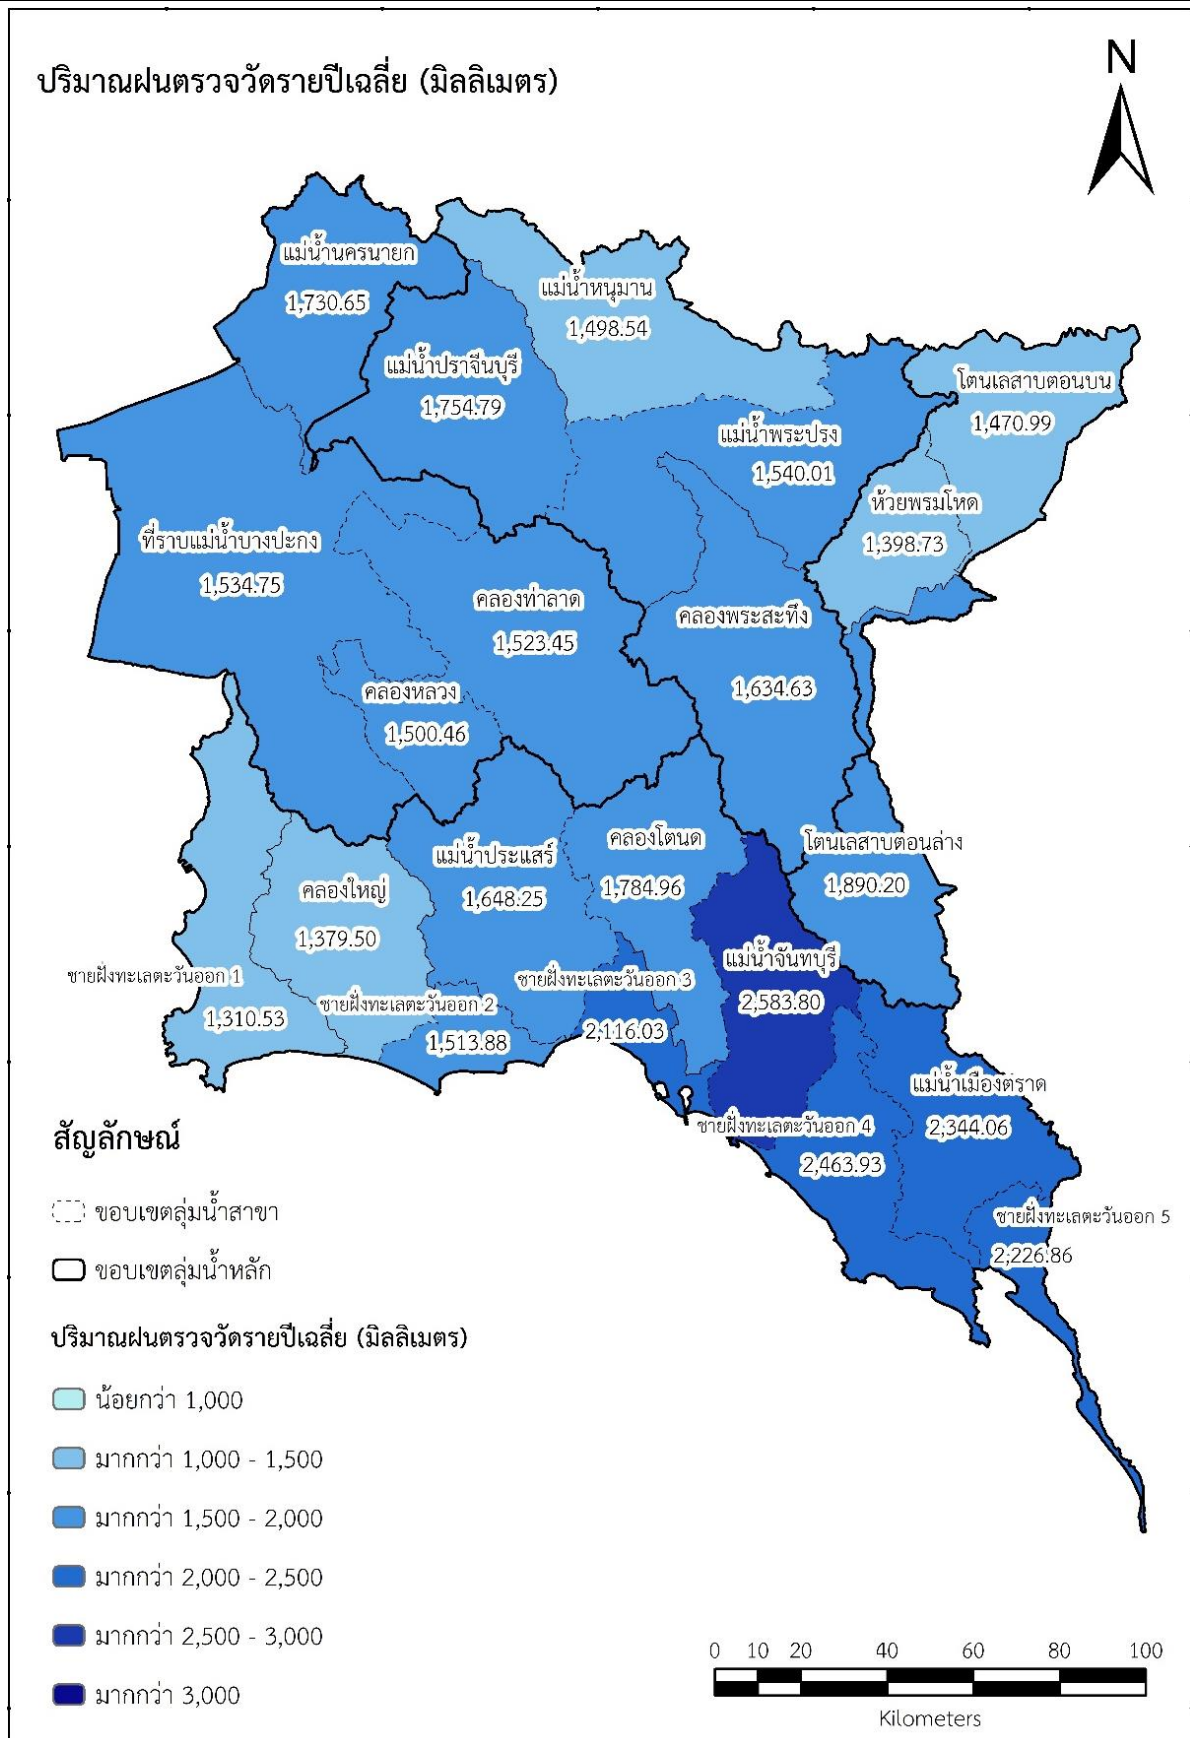 ปริมาณฝนตรวจวัดรายปีเฉลี่ย (มิลลิเมตร)
N
แม่น้ำนครนายก
1,730.65
แม่น้ำหนุมาน
1,498.54
แม่น้ำปราจีนบุรี
1,754.79
โตนเลสาบตอนบน
1,470.99
แม่น้ำพระปรง
1,540.01
ห้วยพรมโหด
1,398.73
ที่ราบแม่น้ำบางปะกง
1,534.75
คลองท่าลาด
1,523.45
คลองพระสะทึง
1,634.63
คลองหลวง
1,500.46
แม่น้ำประแสร์
1,648.25
คลองโตนด
1,784.96
โตนเลสาบตอนล่าง
1,890.20
คลองใหญ่
1,379.50
แม่น้ำจันทบุรี
2,583.80
ชายฝั่งทะเลตะวันออก 1
1,310.53
ชายฝั่งทะเลตะวันออก 2
1,513.88
ชายฝั่งทะเลตะวันออก 3
2,116.03
แม่น้ำเมืองตราด
2,344.06
ชายฝั่งทะเลตะวันออก 4
2,463.93
ชายฝั่งทะเลตะวันออก 5
2,226.86
สัญลักษณ์
ขอบเขตลุ่มน้ำสาขา
ขอบเขตลุ่มน้ำหลัก
ปริมาณฝนตรวจวัดรายปีเฉลี่ย (มิลลิเมตร)
น้อยกว่า 1,000
มากกว่า 1,000 - 1,500
มากกว่า 1,500 - 2,000
มากกว่า 2,000 - 2,500
มากกว่า 2,500 - 3,000
มากกว่า 3,000
0 10 20 40 60 80 100
Kilometers